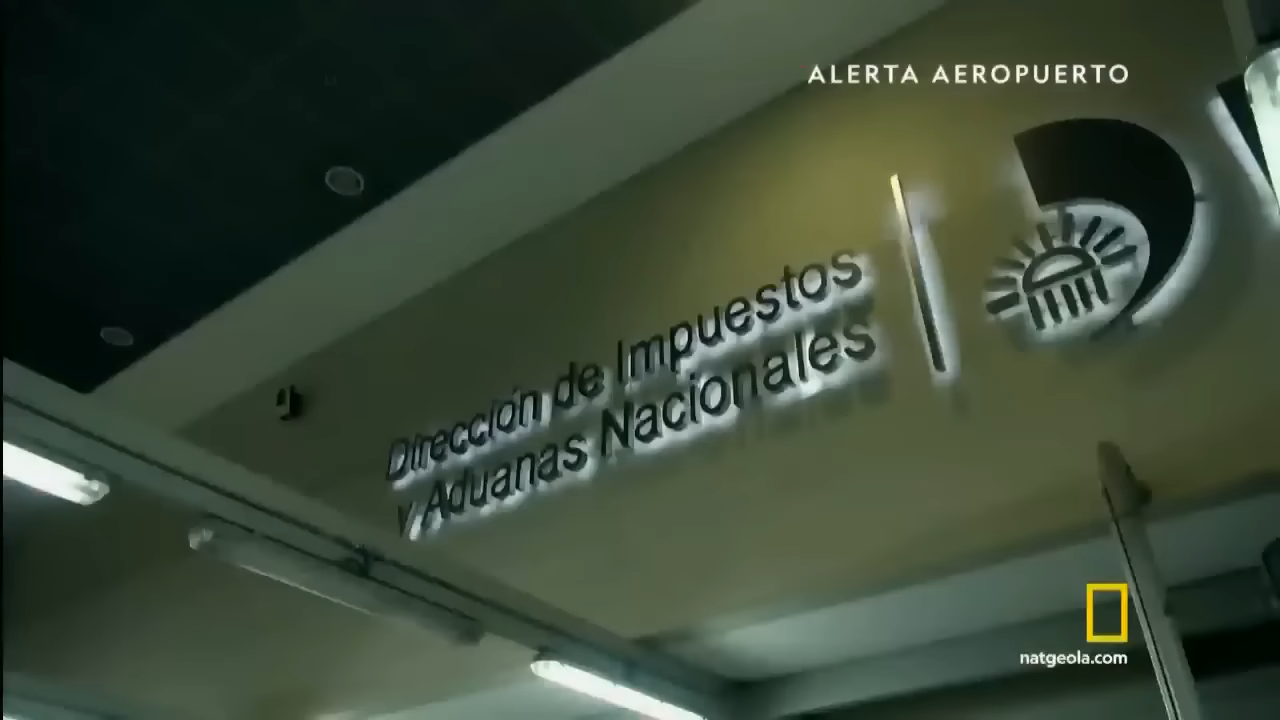 ALERTA AEROPUERTO
Dirección de Impuestos
y Aduanas Nacionales
natgeola.com